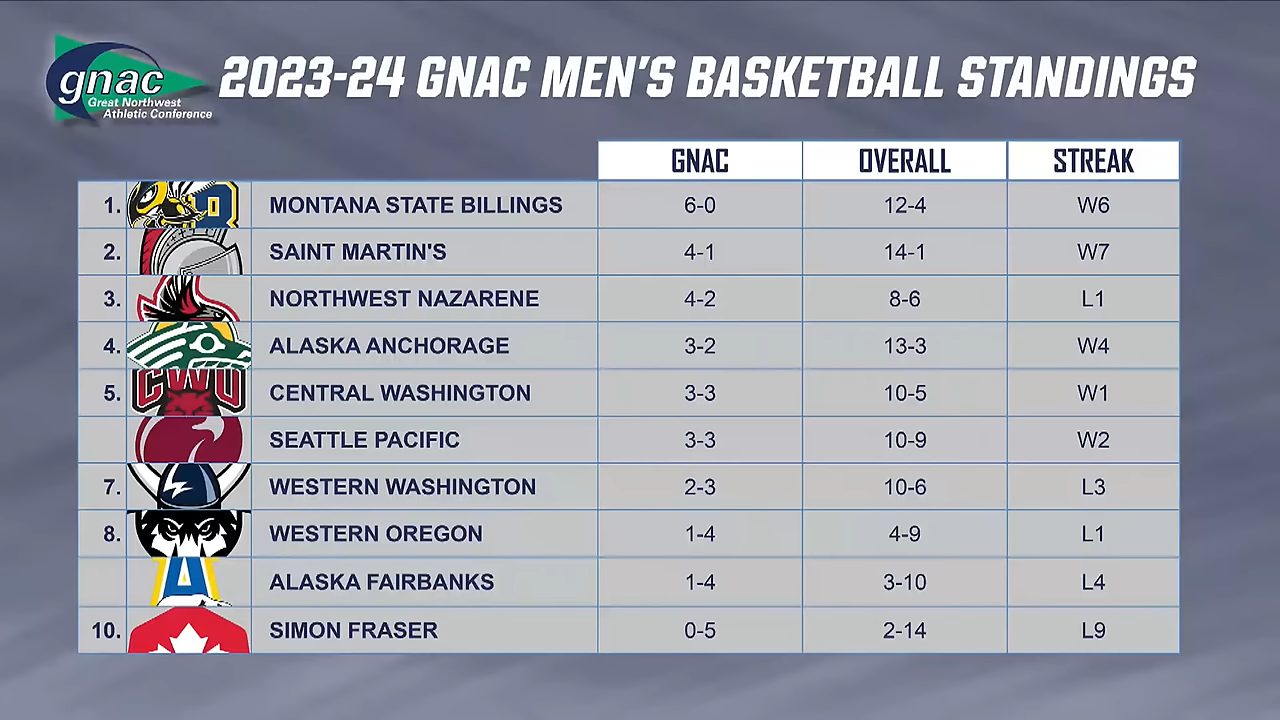 gnac
Great Northwest
Athletic Conference
2023-24 GNAC MEN'S BASKETBALL STANDINGS
GNAC OVERALL STREAK
1. MONTANA STATE BILLINGS 6-0 12-4 W6
2. SAINT MARTIN'S 4-1 14-1 W7
3. NORTHWEST NAZARENE 4-2 8-6 L1
4. ALASKA ANCHORAGE 3-2 13-3 W4
5. CWU CENTRAL WASHINGTON 3-3 10-5 W1
SEATTLE PACIFIC 3-3 10-9 W2
7. WESTERN WASHINGTON 2-3 10-6 L3
8. WESTERN OREGON 1-4 4-9 L1
ALASKA FAIRBANKS 1-4 3-10 L4
10. SIMON FRASER 0-5 2-14 L9